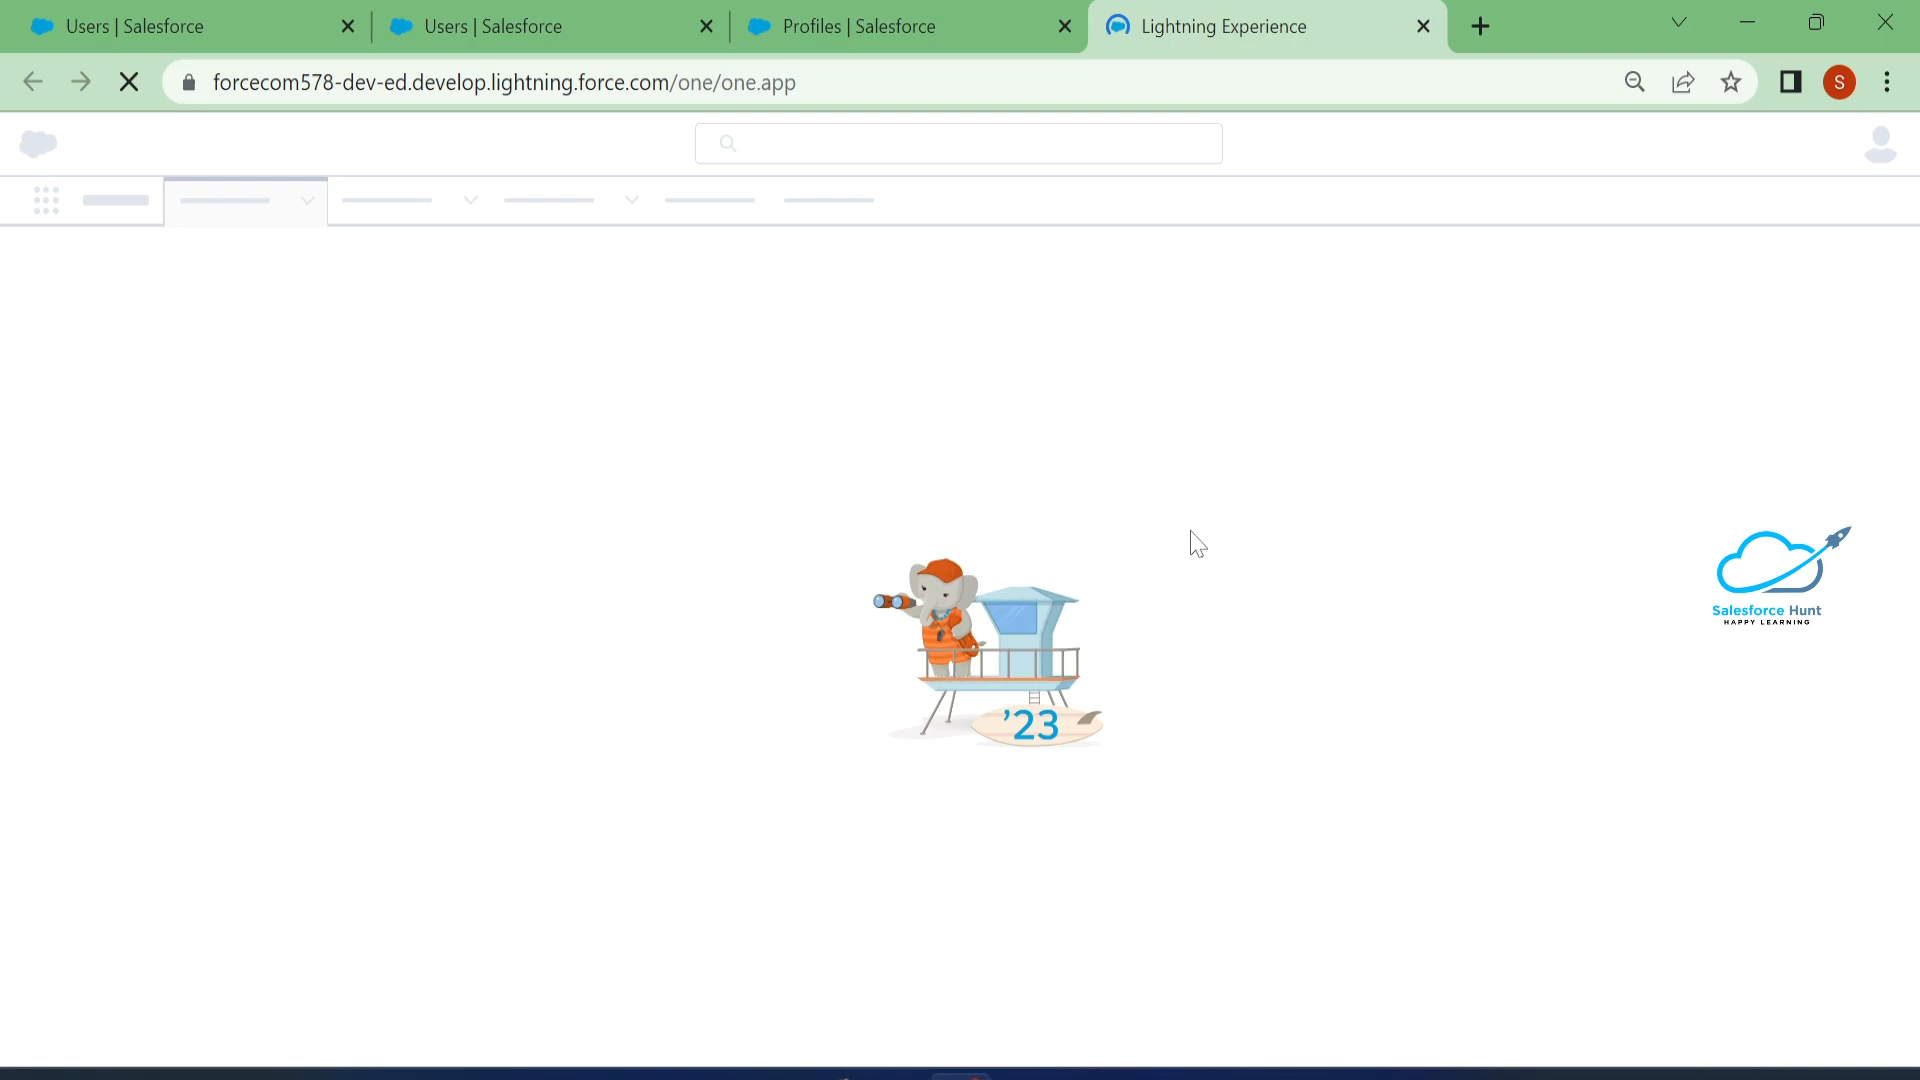 Users | Salesforce
Users | Salesforce
Profiles | Salesforce
Lightning Experience
forcecom578-dev-ed.develop.lightning.force.com/one/one.app
S
’23
Salesforce Hunt
HAPPY LEARNING